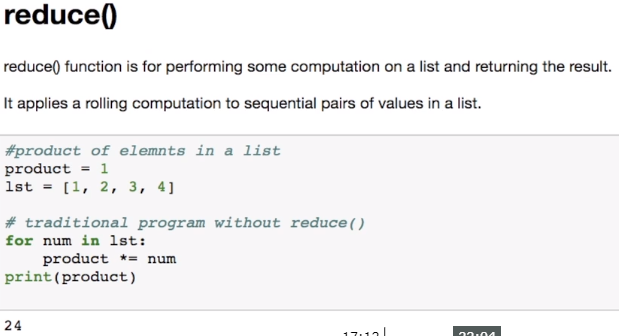 reduce()
reduce() function is for performing some computation on a list and returning the result.
It applies a rolling computation to sequential pairs of values in a list.
#product of elemnts in a list
product = 1
lst = [1, 2, 3, 4]
# traditional program without reduce()
for num in lst:
    product *= num
print(product)
24